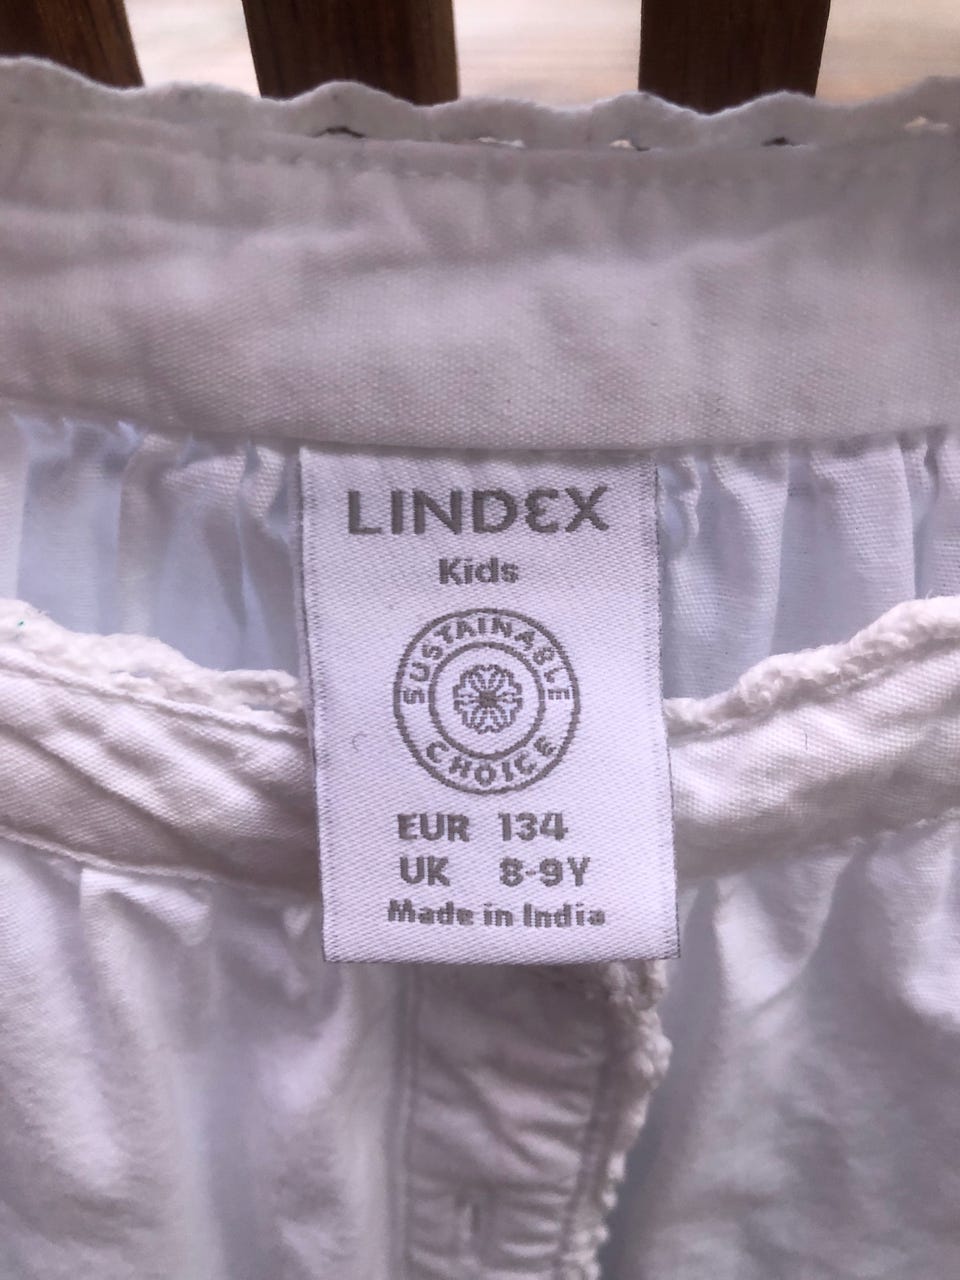 LINDEX
Kids
SUSTAINABLE
CHOICE
EUR 134
UK 8-9Y
Made in India